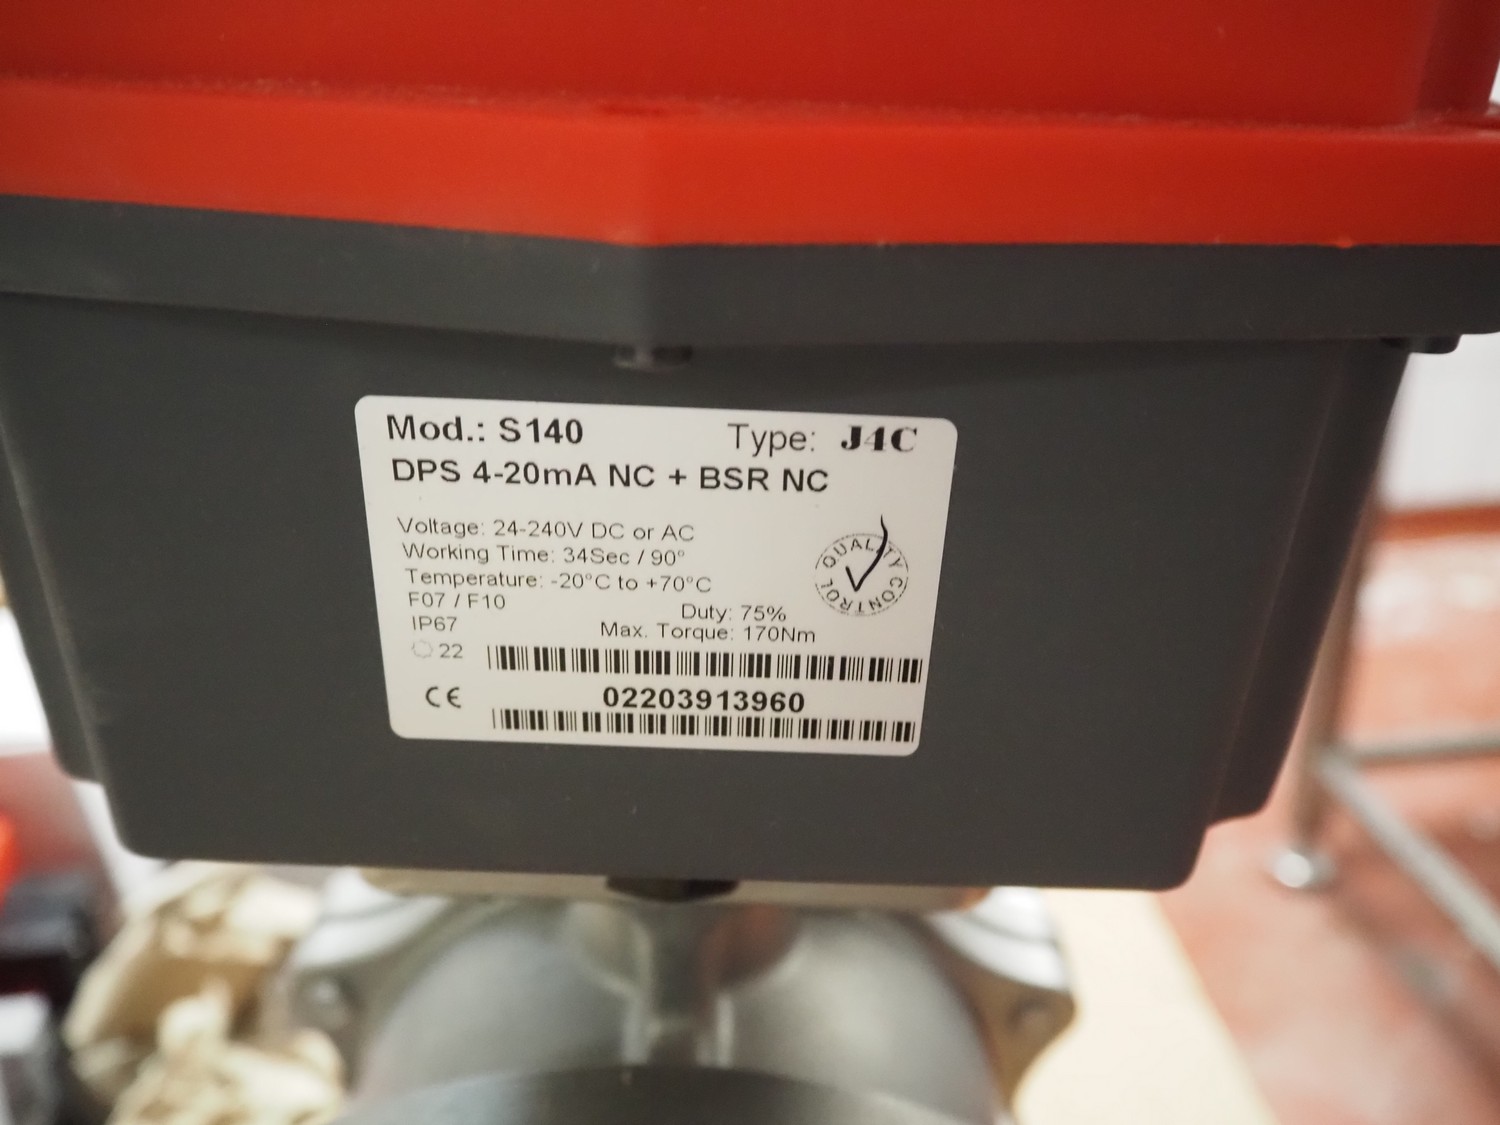 Mod.: S140 Type: J4C
DPS 4-20mA NC + BSR NC
Voltage: 24-240V DC or AC
Working Time: 34Sec / 90°
Temperature: -20°C to +70°C
F07 / F10 Duty: 75%
IP67 Max. Torque: 170Nm
22
CE 02203913960
QUALITY CONTROL